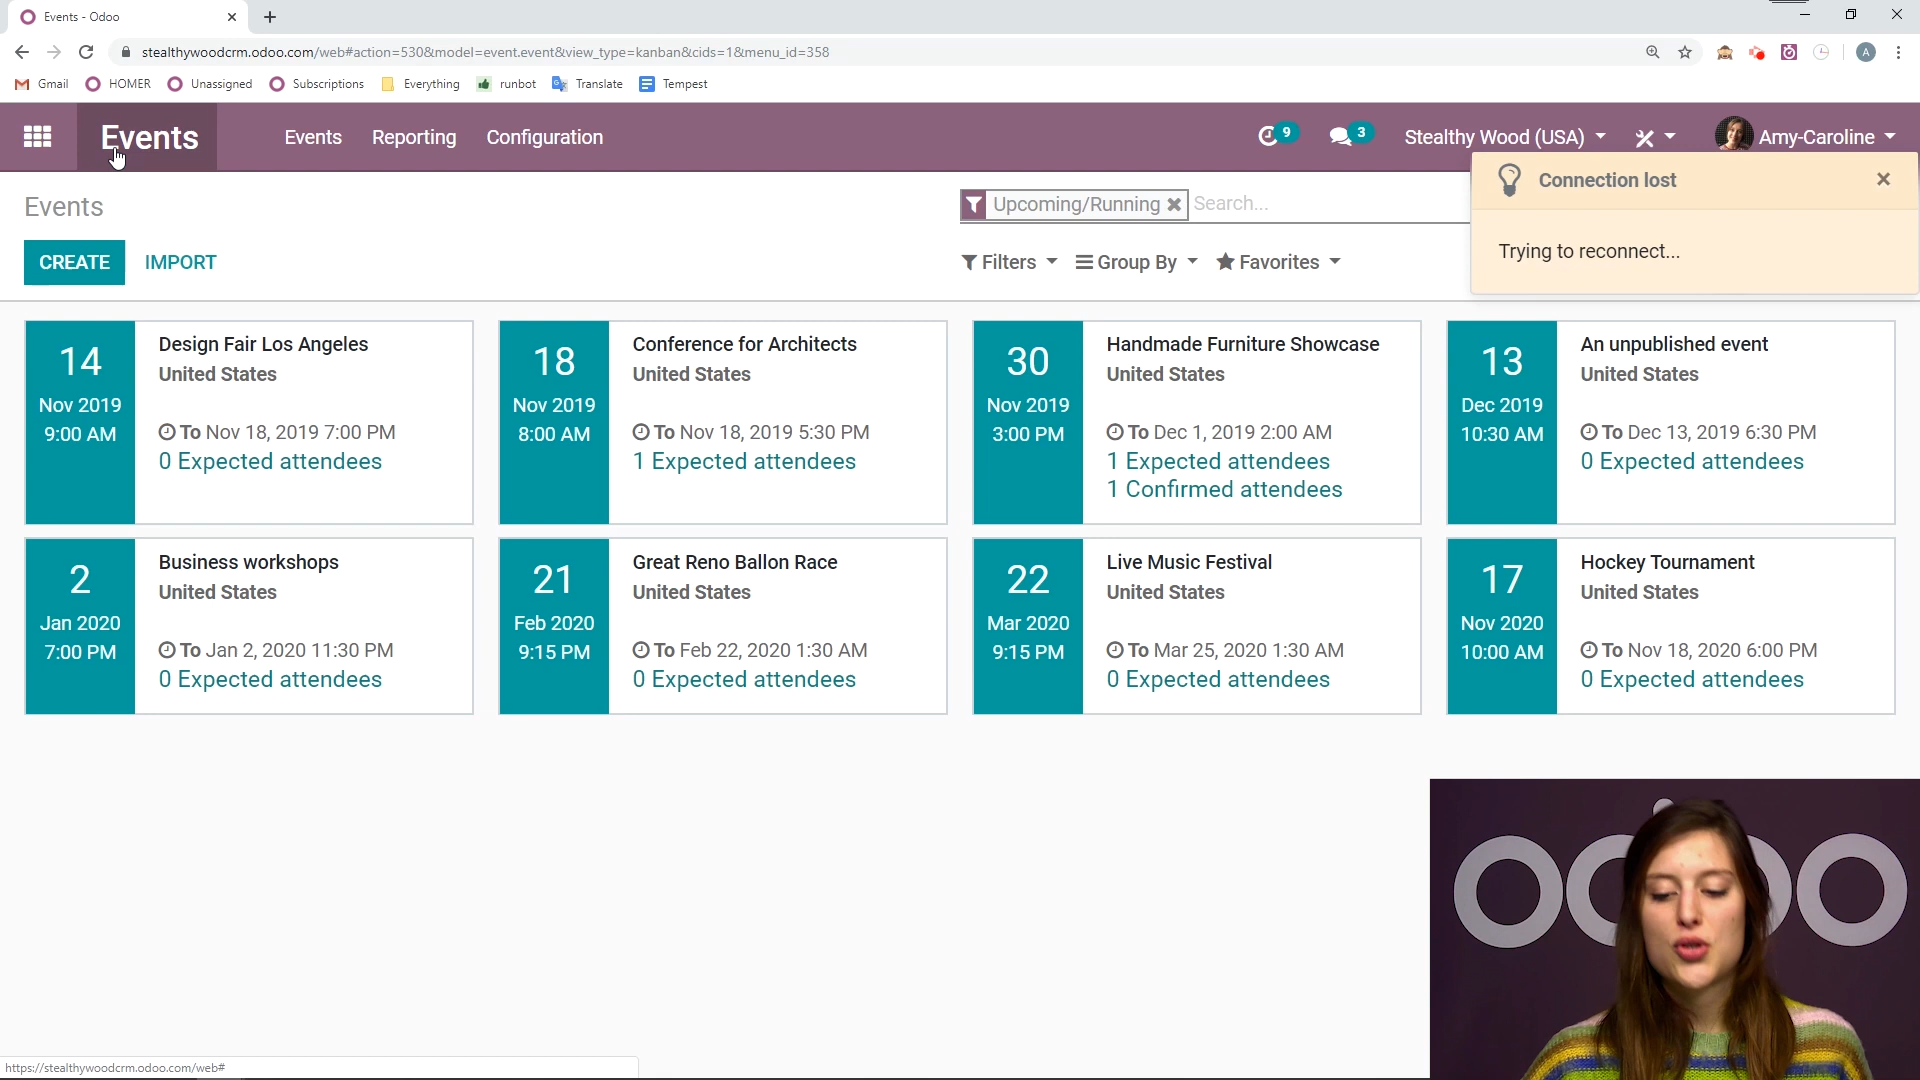 Events - Odoo
stealthywoodcrm.odoo.com/web#action=530&model=event.event&view_type=kanban&cids=1&menu_id=358
A
Gmail HOMER Unassigned Subscriptions Everything runbot Translate Tempest
Events Events Reporting Configuration 9 3 Stealthy Wood (USA) Amy-Caroline
Connection lost
Trying to reconnect...
Events
Upcoming/Running Search...
CREATE IMPORT Filters Group By Favorites
14
Nov 2019
9:00 AM
Design Fair Los Angeles
United States
To Nov 18, 2019 7:00 PM
0 Expected attendees
18
Nov 2019
8:00 AM
Conference for Architects
United States
To Nov 18, 2019 5:30 PM
1 Expected attendees
30
Nov 2019
3:00 PM
Handmade Furniture Showcase
United States
To Dec 1, 2019 2:00 AM
1 Expected attendees
1 Confirmed attendees
13
Dec 2019
10:30 AM
An unpublished event
United States
To Dec 13, 2019 6:30 PM
0 Expected attendees
2
Jan 2020
7:00 PM
Business workshops
United States
To Jan 2, 2020 11:30 PM
0 Expected attendees
21
Feb 2020
9:15 PM
Great Reno Ballon Race
United States
To Feb 22, 2020 1:30 AM
0 Expected attendees
22
Mar 2020
9:15 PM
Live Music Festival
United States
To Mar 25, 2020 1:30 AM
0 Expected attendees
17
Nov 2020
10:00 AM
Hockey Tournament
United States
To Nov 18, 2020 6:00 PM
0 Expected attendees
odoo
https://stealthywoodcrm.odoo.com/web#